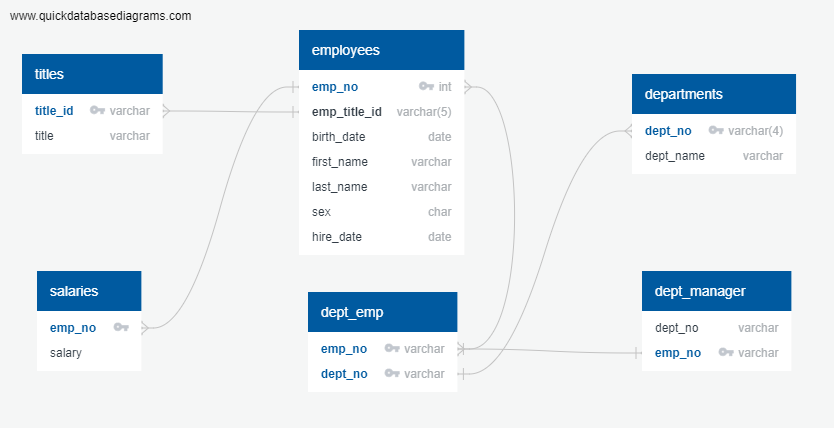 www.quickdatabasediagrams.com
titles
title_id varchar
title varchar
employees
emp_no int
emp_title_id varchar(5)
birth_date date
first_name varchar
last_name varchar
sex char
hire_date date
departments
dept_no varchar(4)
dept_name varchar
salaries
emp_no
salary
dept_emp
emp_no varchar
dept_no varchar
dept_manager
dept_no varchar
emp_no varchar